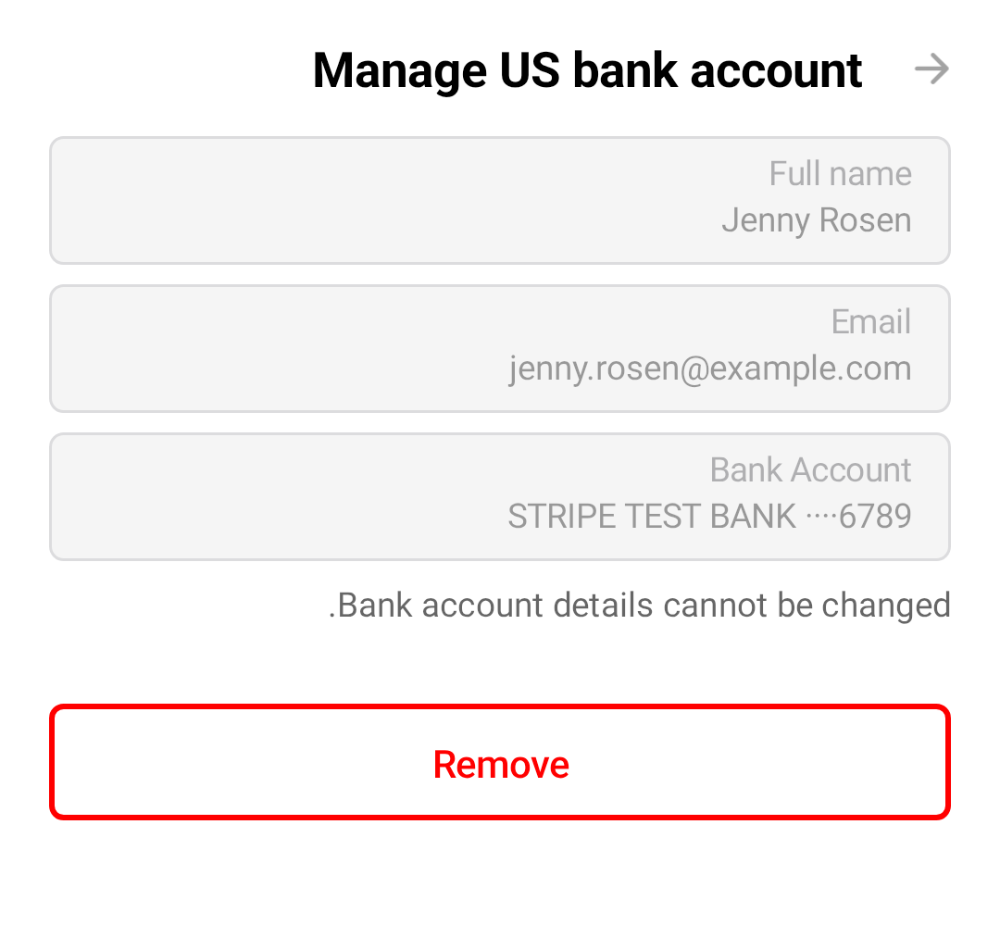 Manage US bank account
Full name
Jenny Rosen
Email
jenny.rosen@example.com
Bank Account
STRIPE TEST BANK ····6789
.Bank account details cannot be changed
Remove